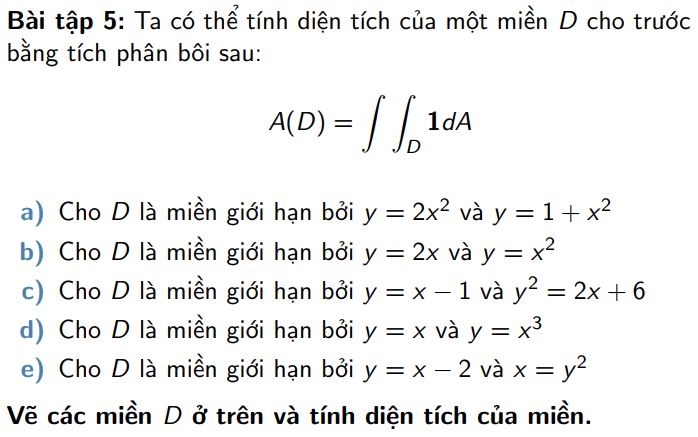 Bài tập 5: Ta có thể tính diện tích của một miền D cho trước
bằng tích phân bôi sau:
A(D) = ∫∫_D 1dA
a) Cho D là miền giới hạn bởi y = 2x² và y = 1 + x²
b) Cho D là miền giới hạn bởi y = 2x và y = x²
c) Cho D là miền giới hạn bởi y = x − 1 và y² = 2x + 6
d) Cho D là miền giới hạn bởi y = x và y = x³
e) Cho D là miền giới hạn bởi y = x − 2 và x = y²
Vẽ các miền D ở trên và tính diện tích của miền.